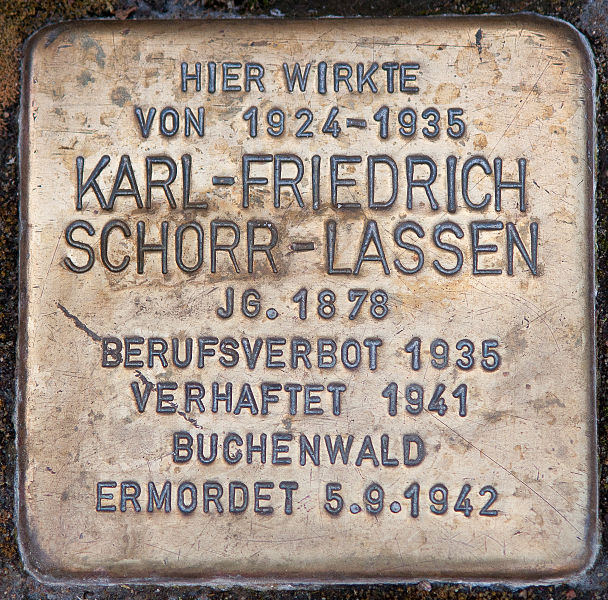 HIER WIRKTE
VON 1924-1935
KARL-FRIEDRICH
SCHORR-LASSEN
JG. 1878
BERUFSVERBOT 1935
VERHAFTET 1941
BUCHENWALD
ERMORDET 5.9.1942